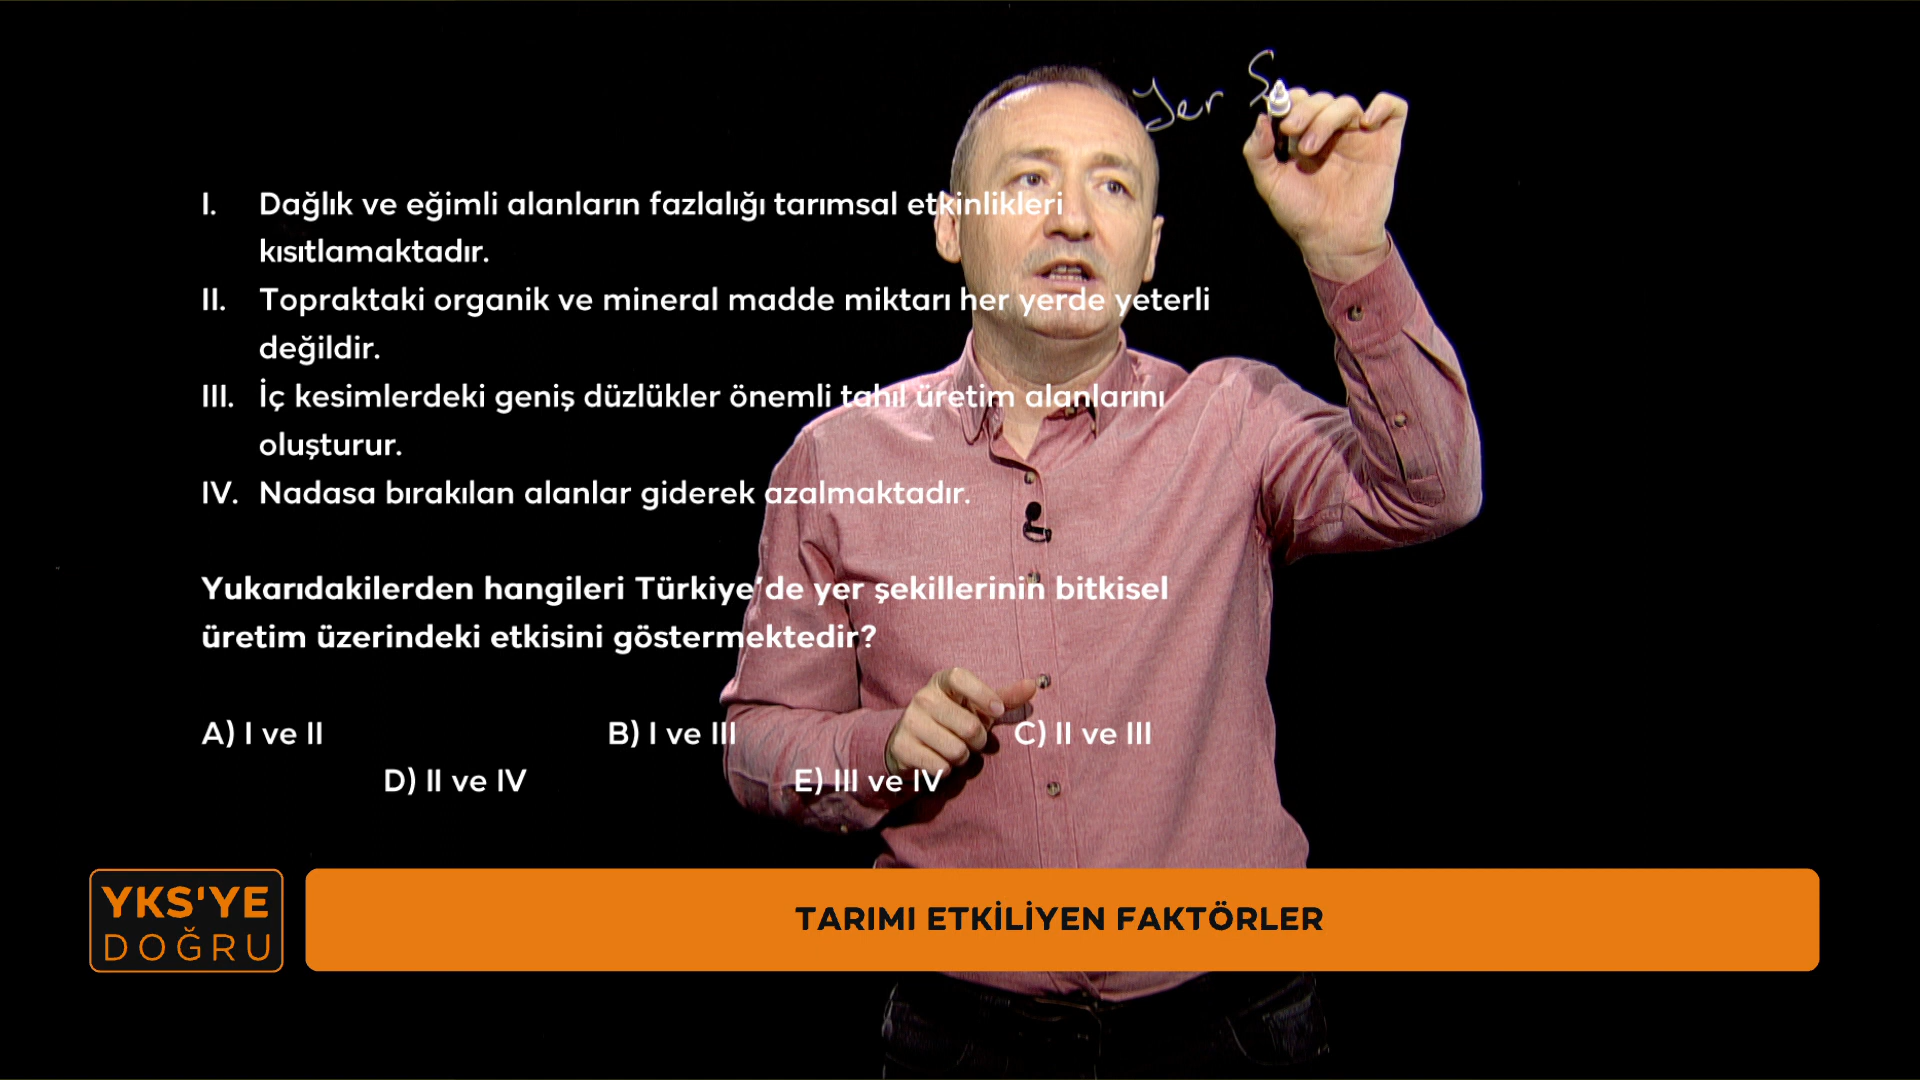 Yer Ş
I. Dağlık ve eğimli alanların fazlalığı tarımsal etkinlikleri
kısıtlamaktadır.
II. Topraktaki organik ve mineral madde miktarı her yerde yeterli
değildir.
III. İç kesimlerdeki geniş düzlükler önemli tahıl üretim alanlarını
oluşturur.
IV. Nadasa bırakılan alanlar giderek azalmaktadır.
Yukarıdakilerden hangileri Türkiye'de yer şekillerinin bitkisel
üretim üzerindeki etkisini göstermektedir?
A) I ve II B) I ve III C) II ve III
D) II ve IV E) III ve IV
YKS'YE
DOĞRU
TARIMI ETKİLİYEN FAKTÖRLER